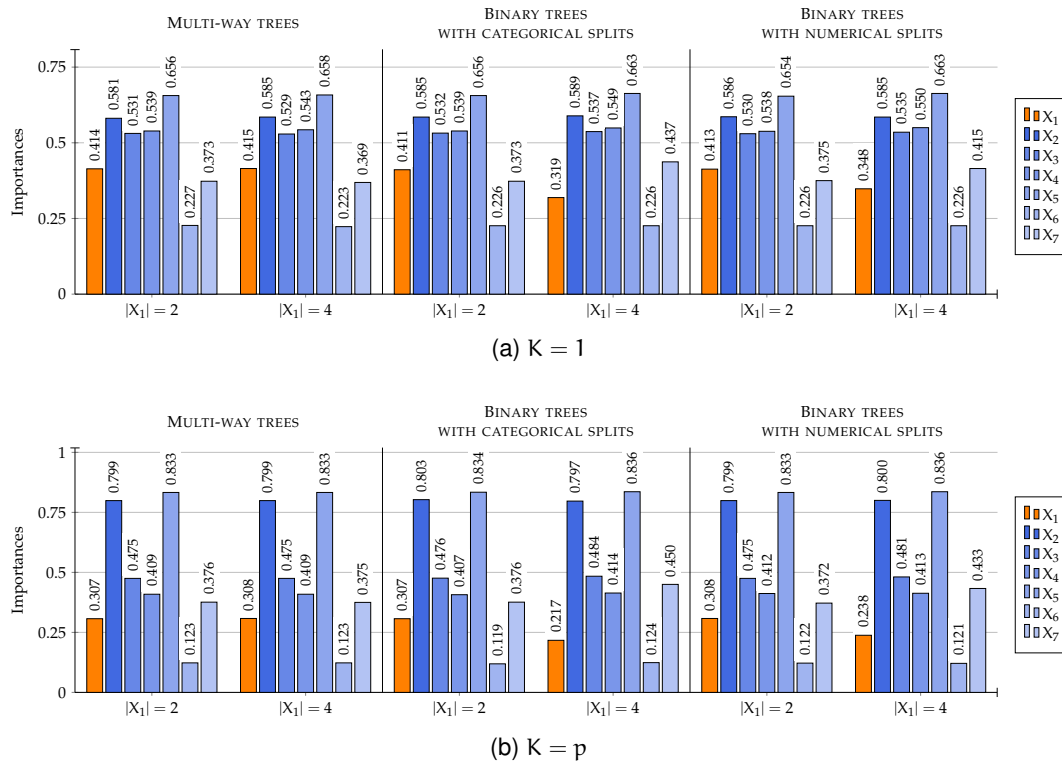 MULTI-WAY TREES
BINARY TREES
WITH CATEGORICAL SPLITS
BINARY TREES
WITH NUMERICAL SPLITS
Importances
0.75
0.5
0.25
0
0.414 0.581 0.531 0.539 0.656 0.227 0.373
0.415 0.585 0.529 0.543 0.658 0.223 0.369
0.411 0.585 0.532 0.539 0.656 0.226 0.373
0.319 0.589 0.537 0.549 0.663 0.226 0.437
0.413 0.586 0.530 0.538 0.654 0.226 0.375
0.348 0.585 0.535 0.550 0.663 0.226 0.415
|X₁| = 2 |X₁| = 4 |X₁| = 2 |X₁| = 4 |X₁| = 2 |X₁| = 4
X₁
X₂
X₃
X₄
X₅
X₆
X₇
(a) K = 1
MULTI-WAY TREES
BINARY TREES
WITH CATEGORICAL SPLITS
BINARY TREES
WITH NUMERICAL SPLITS
Importances
1
0.75
0.5
0.25
0
0.307 0.799 0.475 0.409 0.833 0.123 0.376
0.308 0.799 0.475 0.409 0.833 0.123 0.375
0.307 0.803 0.476 0.407 0.834 0.119 0.376
0.217 0.797 0.484 0.414 0.836 0.124 0.450
0.308 0.799 0.475 0.412 0.833 0.122 0.372
0.238 0.800 0.481 0.413 0.836 0.121 0.433
|X₁| = 2 |X₁| = 4 |X₁| = 2 |X₁| = 4 |X₁| = 2 |X₁| = 4
X₁
X₂
X₃
X₄
X₅
X₆
X₇
(b) K = p